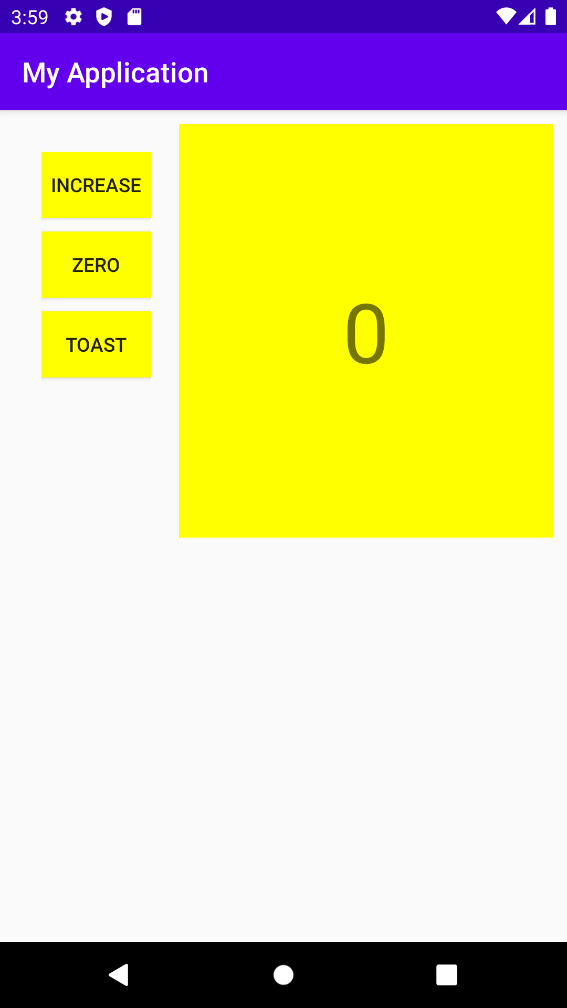 3:59
My Application
INCREASE
ZERO
TOAST
0